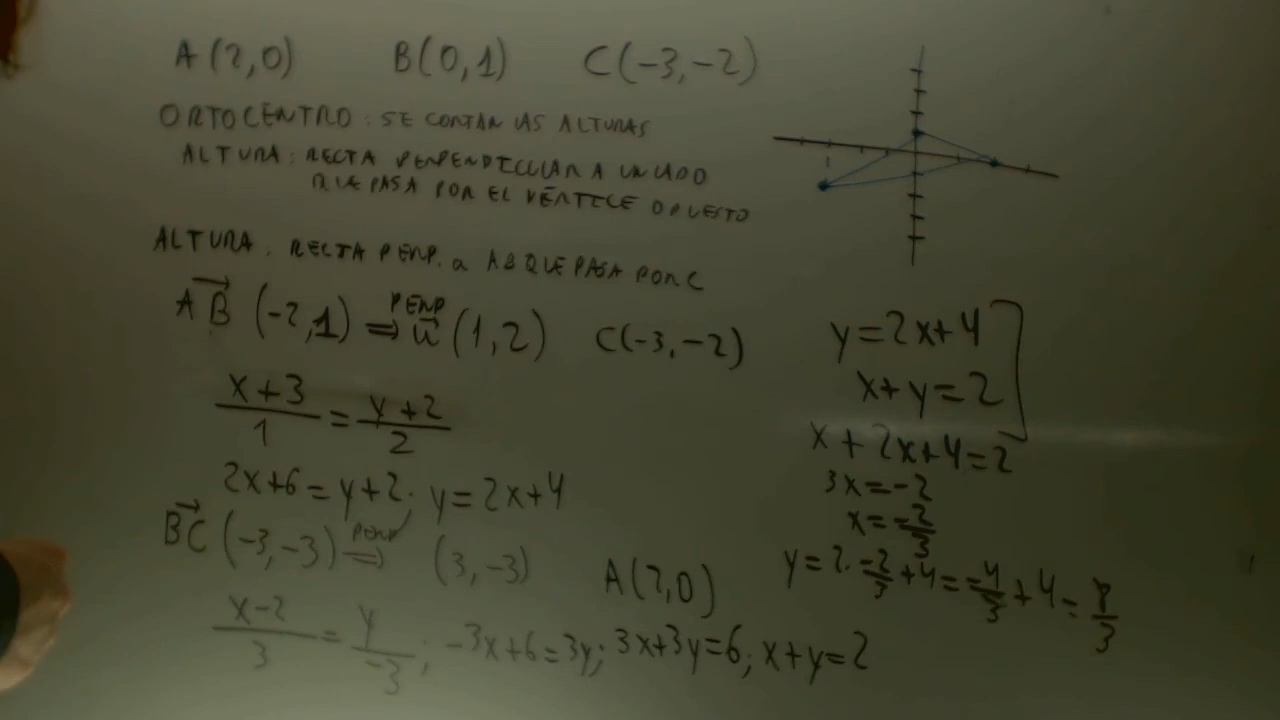 A(2,0) B(0,1) C(-3,-2)
ORTOCENTRO: SE CORTAN LAS ALTURAS
ALTURA: RECTA PERPENDICULAR A UN LADO
QUE PASA POR EL VÉRTICE OPUESTO
ALTURA: RECTA PERP. a AB QUE PASA POR C
AB (-2,1) PERP ⇒ u (1,2) C(-3,-2)
x+3/1 = y+2/2
2x+6=y+2; y=2x+4
BC (-3,-3) PERP ⇒ (3,-3) A(2,0)
x-2/3 = y/-3; -3x+6=3y; 3x+3y=6; x+y=2
y=2x+4
x+y=2
x+2x+4=2
3x=-2
x=-2/3
y=2·-2/3+4=-4/3+4=8/3